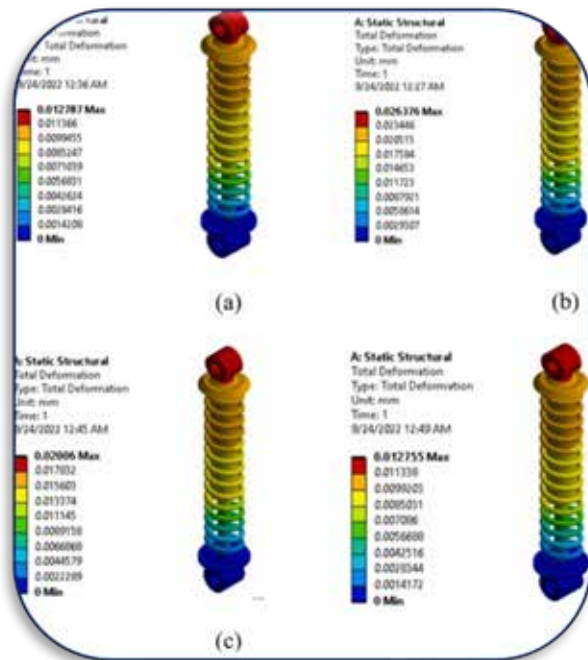 Structural
Deformation
Type: Total Deformation
Unit: mm
Time: 1
9/24/2022 12:36 AM
0.012787 Max
0.011366
0.0099455
0.0085247
0.0071039
0.0056831
0.0042624
0.0028416
0.0014208
0 Min
(a)
A: Static Structural
Total Deformation
Type: Total Deformation
Unit: mm
Time: 1
9/24/2022 12:27 AM
0.026376 Max
0.023446
0.020515
0.017584
0.014653
0.011723
0.0087921
0.0058614
0.0029307
0 Min
(b)
A: Static Structural
Total Deformation
Type: Total Deformation
Unit: mm
Time: 1
9/24/2022 12:45 AM
0.02006 Max
0.017832
0.015603
0.013374
0.011145
0.0089158
0.0066868
0.0044579
0.0022289
0 Min
(c)
A: Static Structural
Total Deformation
Type: Total Deformation
Unit: mm
Time: 1
9/24/2022 12:49 AM
0.012755 Max
0.011338
0.0099205
0.0085031
0.007086
0.0056688
0.0042516
0.0028344
0.0014172
0 Min